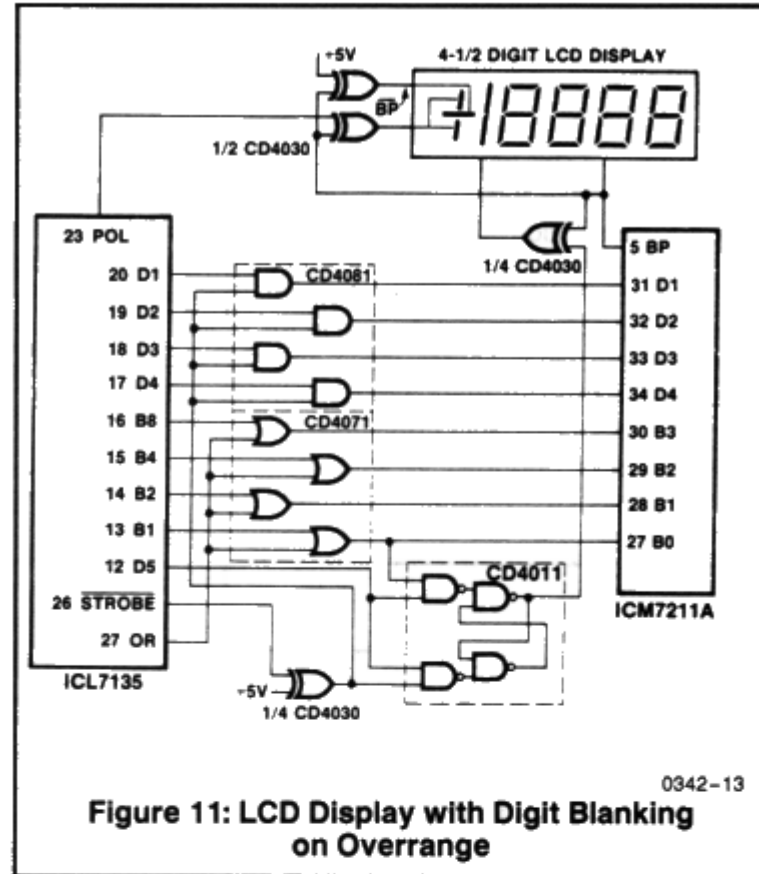 +5V
4-1/2 DIGIT LCD DISPLAY
BP
1/2 CD4030
23 POL
5 BP
1/4 CD4030
20 D1
CD4081
31 D1
19 D2
32 D2
18 D3
33 D3
17 D4
34 D4
16 B8
CD4071
30 B3
15 B4
29 B2
14 B2
28 B1
13 B1
27 B0
12 D5
CD4011
26 STROBE
ICM7211A
27 OR
ICL7135
+5V
1/4 CD4030
0342-13
Figure 11: LCD Display with Digit Blanking
on Overrange